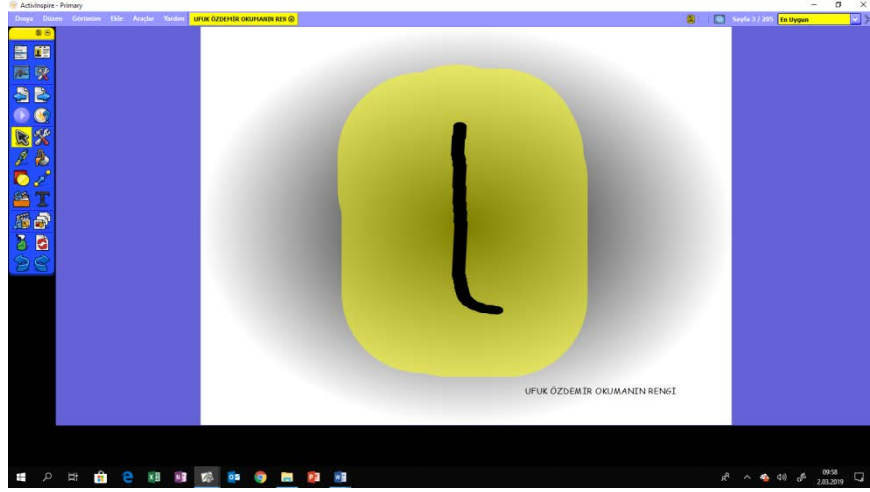 ActivInspire - Primary
Dosya Düzen Görünüm Ekle Araçlar Yardım UFUK ÖZDEMİR OKUMANIN REN Sayfa 3 / 205 En Uygun
l
UFUK ÖZDEMİR OKUMANIN RENGİ
09:58
2.03.2019